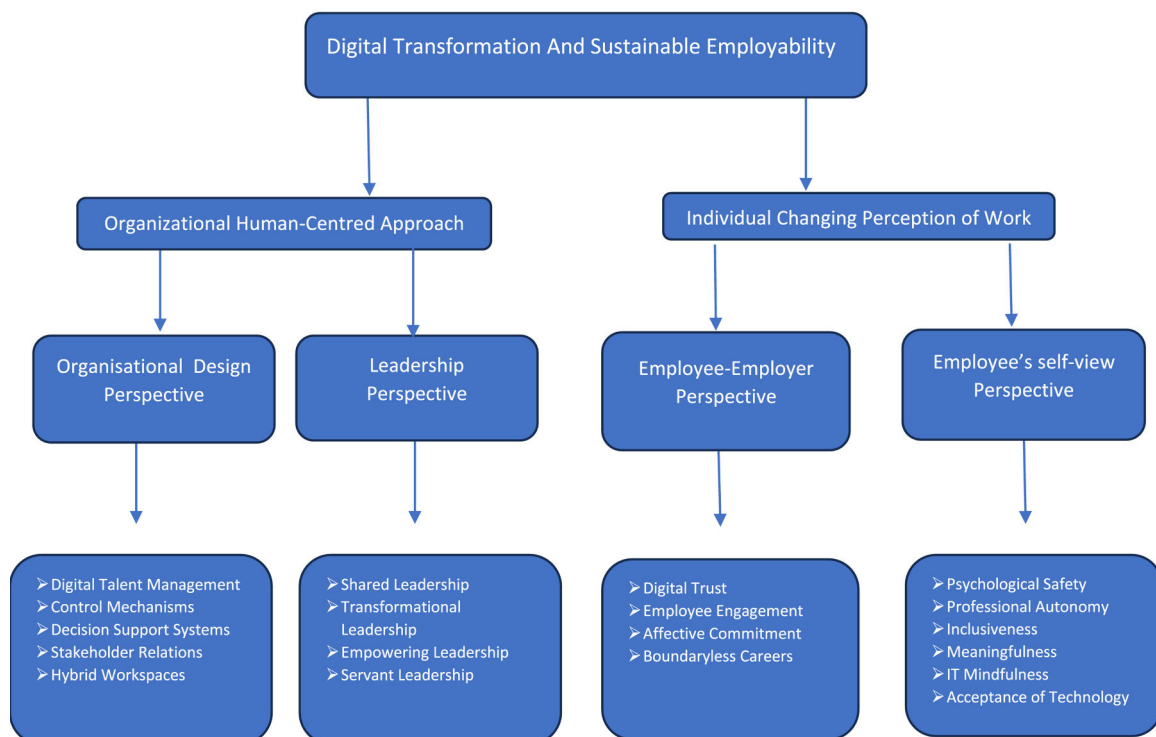 Digital Transformation And Sustainable Employability
Organizational Human-Centred Approach
Individual Changing Perception of Work
Organisational Design
Perspective
Leadership
Perspective
Employee-Employer
Perspective
Employee’s self-view
Perspective
➢Digital Talent Management
➢Control Mechanisms
➢Decision Support Systems
➢Stakeholder Relations
➢Hybrid Workspaces
➢Shared Leadership
➢Transformational
Leadership
➢Empowering Leadership
➢Servant Leadership
➢Digital Trust
➢Employee Engagement
➢Affective Commitment
➢Boundaryless Careers
➢Psychological Safety
➢Professional Autonomy
➢Inclusiveness
➢Meaningfulness
➢IT Mindfulness
➢Acceptance of Technology